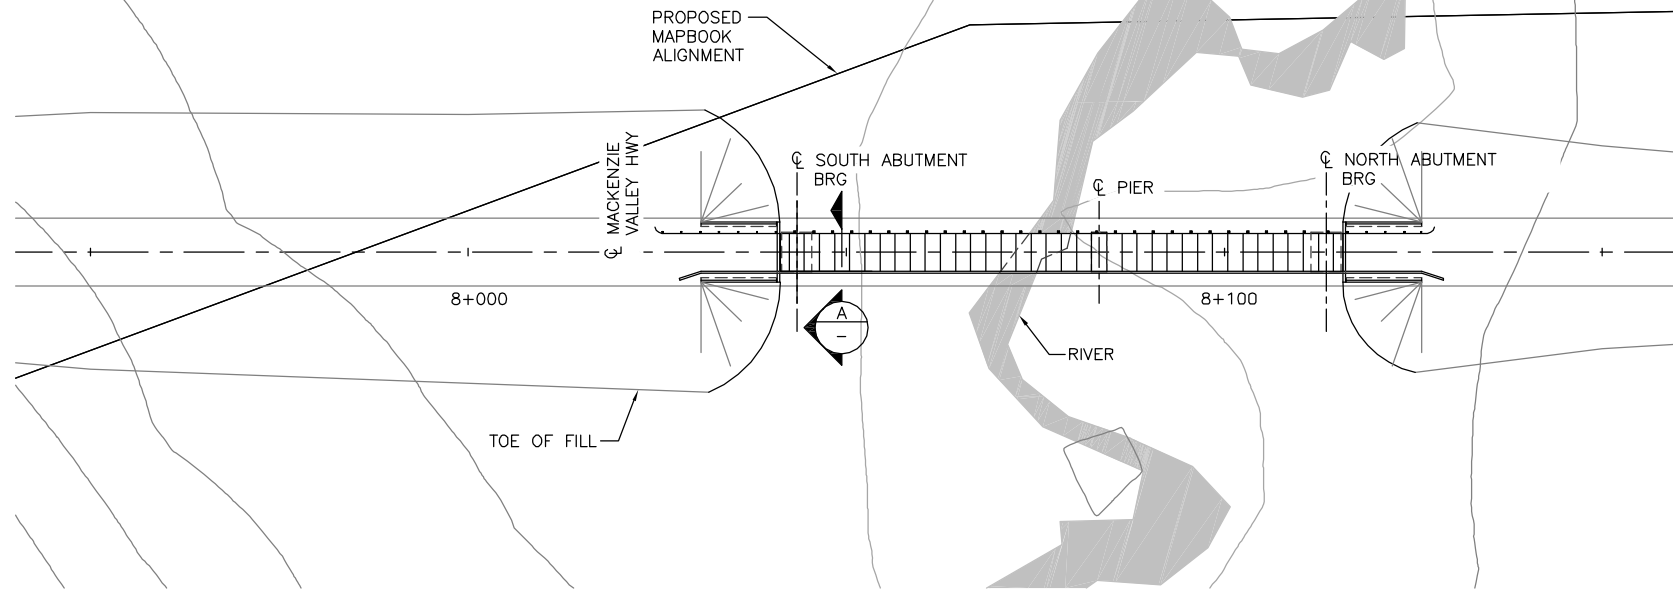 PROPOSED
MAPBOOK
ALIGNMENT
℄ MACKENZIE
VALLEY HWY
℄ SOUTH ABUTMENT
BRG
℄ PIER
℄ NORTH ABUTMENT
BRG
8+000
8+100
A
–
RIVER
TOE OF FILL